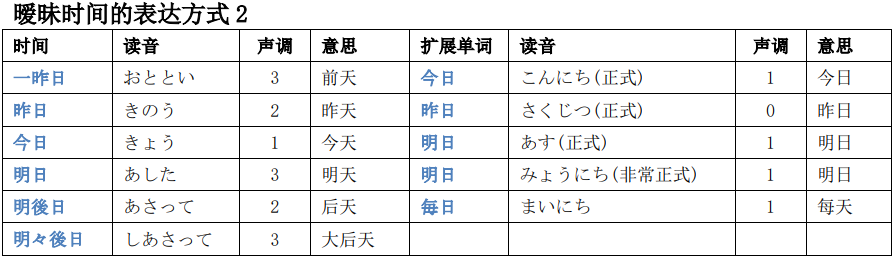 暧昧时间的表达方式 2
时间 读音 声调 意思 扩展单词 读音 声调 意思
一昨日 おととい 3 前天 今日 こんにち(正式) 1 今日
昨日 きのう 2 昨天 昨日 さくじつ(正式) 0 昨日
今日 きょう 1 今天 明日 あす(正式) 1 明日
明日 あした 3 明天 明日 みょうにち(非常正式) 1 明日
明後日 あさって 2 后天 毎日 まいにち 1 每天
明々後日 しあさって 3 大后天